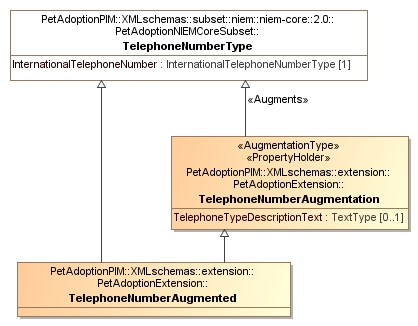 PetAdoptionPIM::XMLschemas::subset::niem::niem-core::2.0::
PetAdoptionNIEMCoreSubset::
TelephoneNumberType
InternationalTelephoneNumber : InternationalTelephoneNumberType [1]
«Augments»
«AugmentationType»
«PropertyHolder»
PetAdoptionPIM::XMLschemas::extension::
PetAdoptionExtension::
TelephoneNumberAugmentation
TelephoneTypeDescriptionText : TextType [0..1]
PetAdoptionPIM::XMLschemas::extension::
PetAdoptionExtension::
TelephoneNumberAugmented